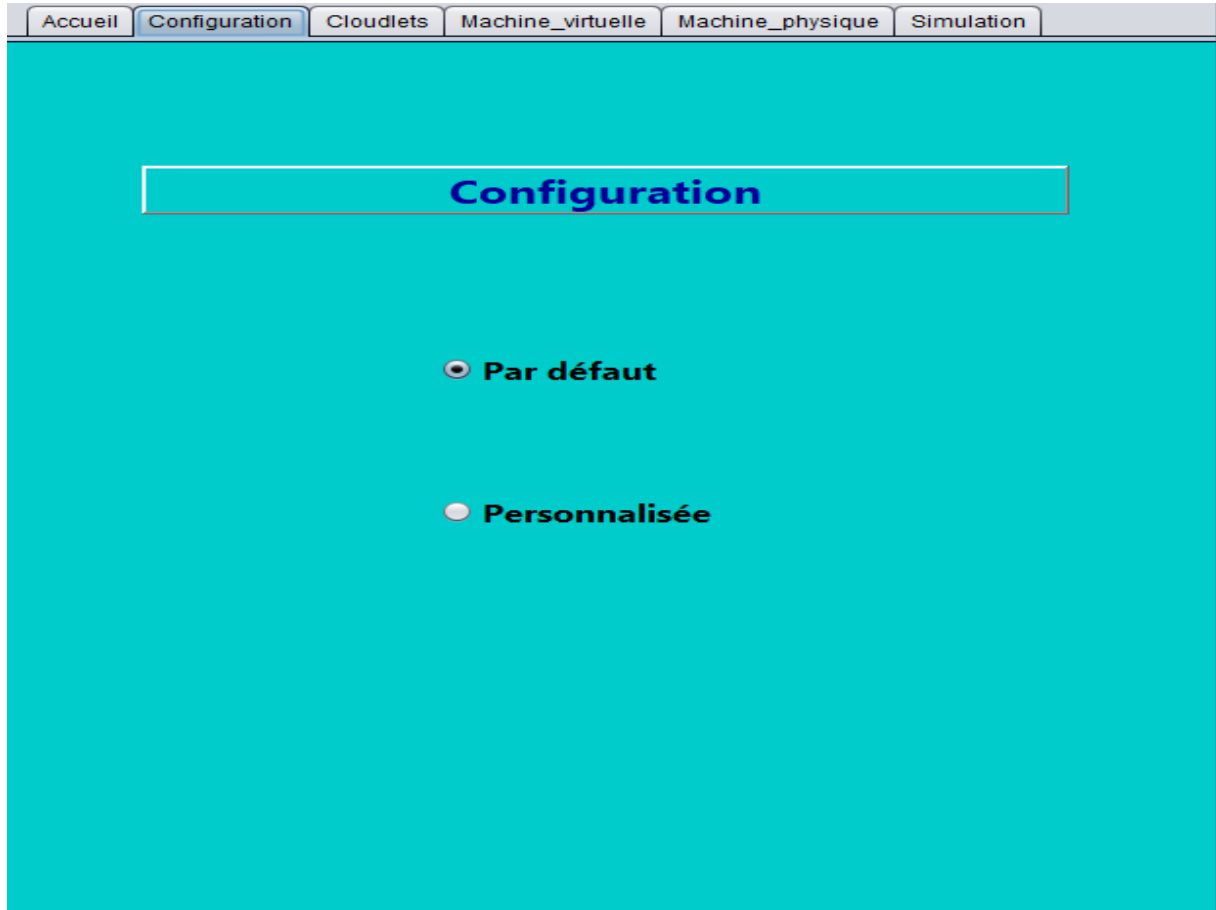 Accueil Configuration Cloudlets Machine_virtuelle Machine_physique Simulation
Configuration
Par défaut
Personnalisée